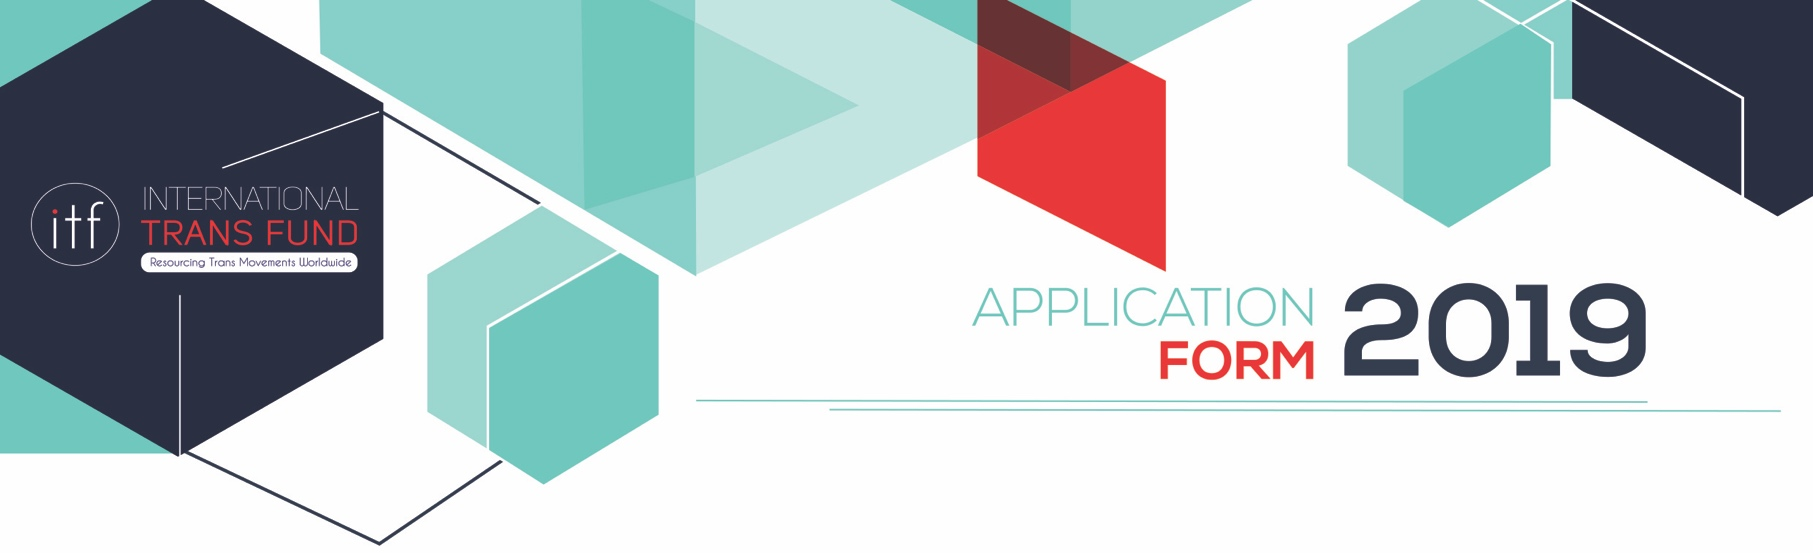 itf
INTERNATIONAL
TRANS FUND
Resourcing Trans Movements Worldwide
APPLICATION
FORM
2019